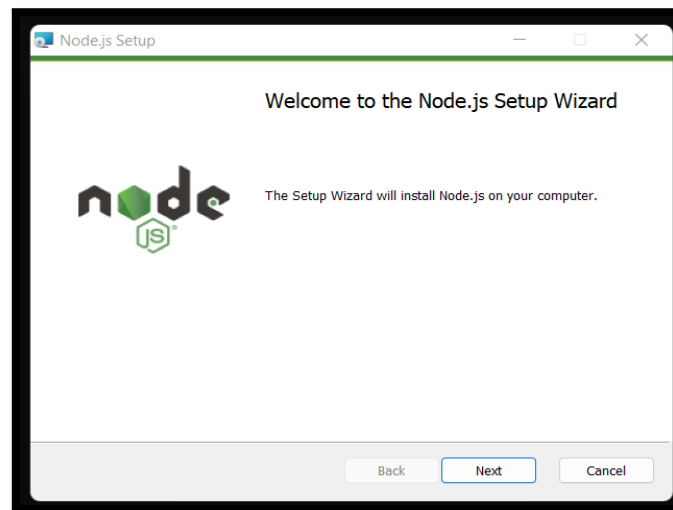 Node.js Setup
Welcome to the Node.js Setup Wizard
node
JS
The Setup Wizard will install Node.js on your computer.
Back
Next
Cancel